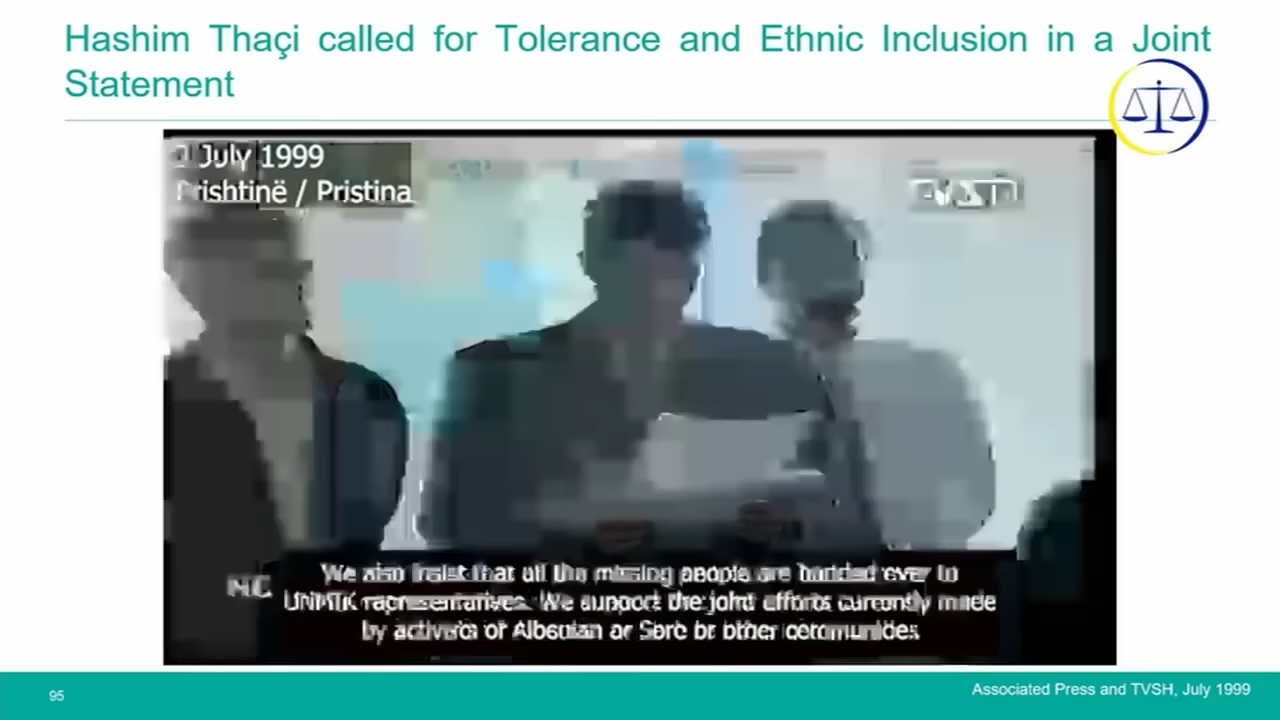 Hashim Thaçi called for Tolerance and Ethnic Inclusion in a Joint
Statement
July 1999
Prishtinë / Pristina
We also insist that all the missing people are handed over to
UNMIK representatives. We support the joint efforts currently made
by activists of Albanian or Serb or other communities
95
Associated Press and TVSH, July 1999